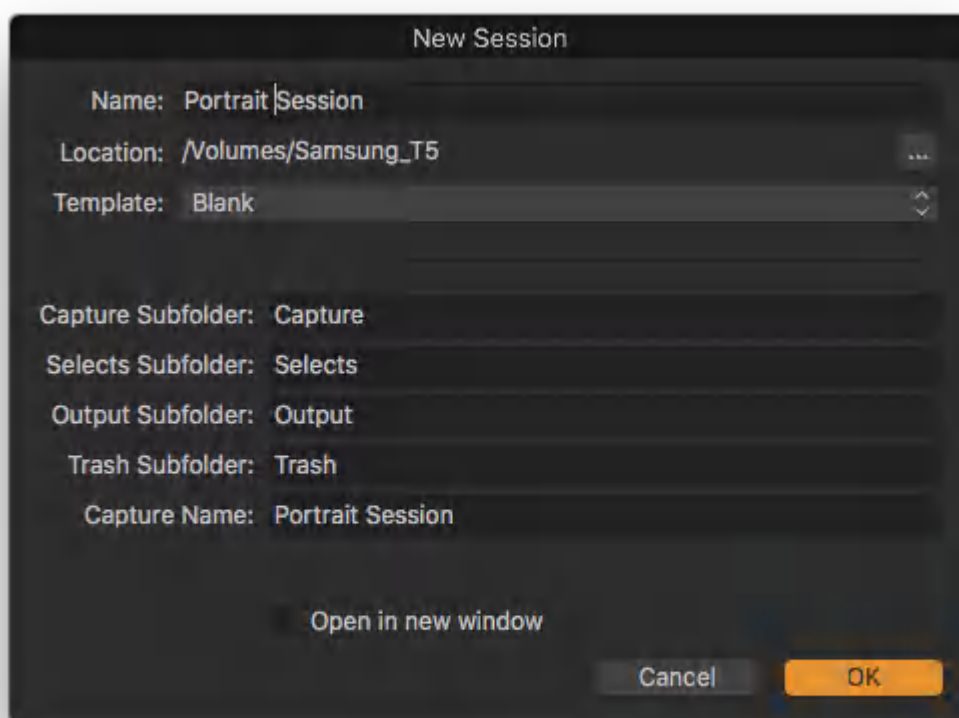 New Session
Name: Portrait Session
Location: /Volumes/Samsung_T5 ...
Template: Blank
Capture Subfolder: Capture
Selects Subfolder: Selects
Output Subfolder: Output
Trash Subfolder: Trash
Capture Name: Portrait Session
Open in new window
Cancel OK